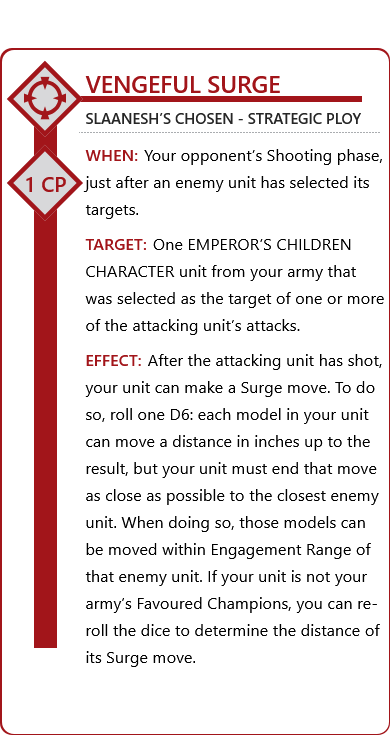 VENGEFUL SURGE
SLAANESH’S CHOSEN - STRATEGIC PLOY
1 CP
WHEN: Your opponent’s Shooting phase,
just after an enemy unit has selected its
targets.
TARGET: One EMPEROR’S CHILDREN
CHARACTER unit from your army that
was selected as the target of one or more
of the attacking unit’s attacks.
EFFECT: After the attacking unit has shot,
your unit can make a Surge move. To do
so, roll one D6: each model in your unit
can move a distance in inches up to the
result, but your unit must end that move
as close as possible to the closest enemy
unit. When doing so, those models can
be moved within Engagement Range of
that enemy unit. If your unit is not your
army’s Favoured Champions, you can re-
roll the dice to determine the distance of
its Surge move.